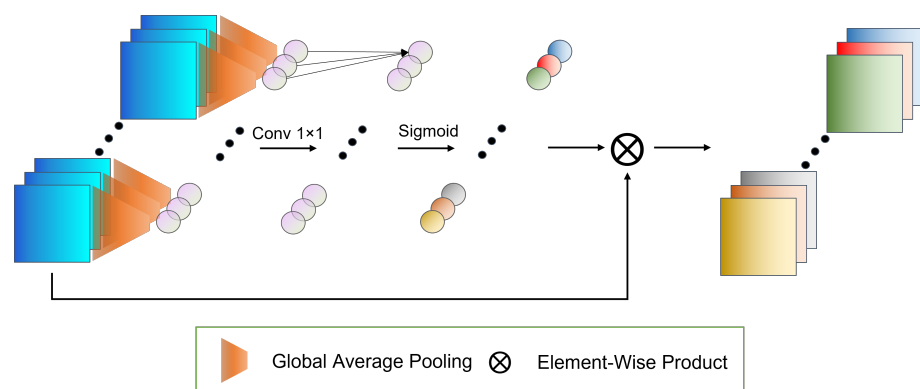 Conv 1×1
Sigmoid
Global Average Pooling
Element-Wise Product